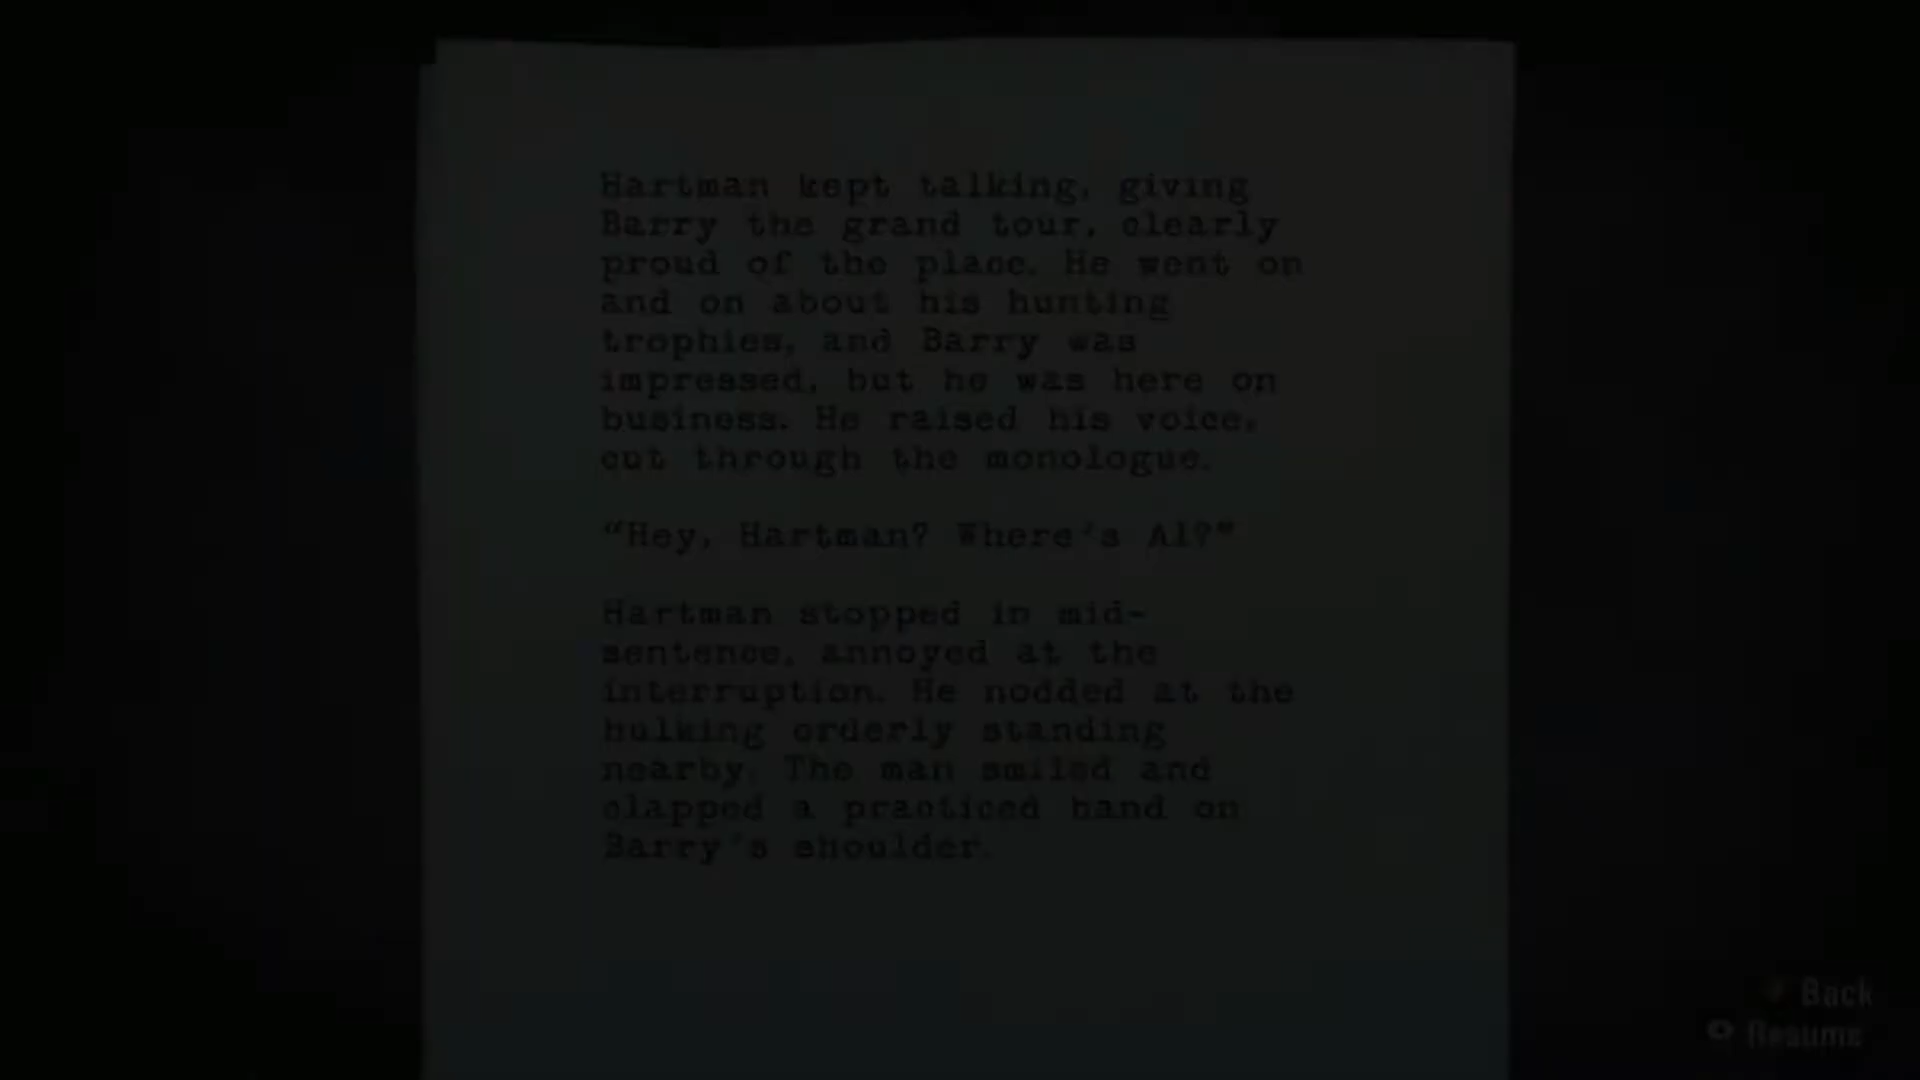 Hartman kept talking, giving
Barry the grand tour, clearly
proud of the place. He went on
and on about his hunting
trophies, and Barry was
impressed, but he was here on
business. He raised his voice,
cut through the monologue.
“Hey, Hartman? Where's Al?”
Hartman stopped in mid-
sentence, annoyed at the
interruption. He nodded at the
hulking orderly standing
nearby. The man smiled and
clapped a practiced hand on
Barry's shoulder.
Back
Resume